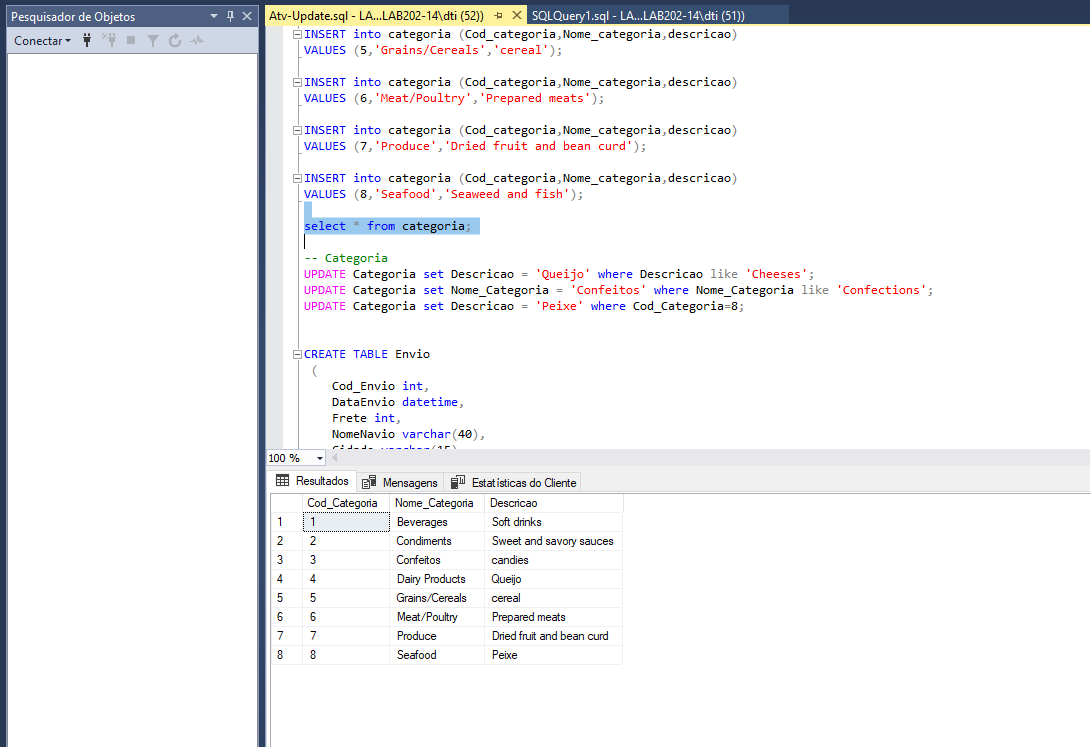 Pesquisador de Objetos
Conectar
Atv-Update.sql - LA...LAB202-14\dti (52))
SQLQuery1.sql - LA...LAB202-14\dti (51))
INSERT into categoria (Cod_categoria,Nome_categoria,descricao)
VALUES (5,'Grains/Cereals','cereal');
INSERT into categoria (Cod_categoria,Nome_categoria,descricao)
VALUES (6,'Meat/Poultry','Prepared meats');
INSERT into categoria (Cod_categoria,Nome_categoria,descricao)
VALUES (7,'Produce','Dried fruit and bean curd');
INSERT into categoria (Cod_categoria,Nome_categoria,descricao)
VALUES (8,'Seafood','Seaweed and fish');
select * from categoria;
-- Categoria
UPDATE Categoria set Descricao = 'Queijo' where Descricao like 'Cheeses';
UPDATE Categoria set Nome_Categoria = 'Confeitos' where Nome_Categoria like 'Confections';
UPDATE Categoria set Descricao = 'Peixe' where Cod_Categoria=8;
CREATE TABLE Envio
(
Cod_Envio int,
DataEnvio datetime,
Frete int,
NomeNavio varchar(40),
Cidade varchar(15)
100 %
Resultados Mensagens Estatísticas do Cliente
Cod_Categoria Nome_Categoria Descricao
1 1 Beverages Soft drinks
2 2 Condiments Sweet and savory sauces
3 3 Confeitos candies
4 4 Dairy Products Queijo
5 5 Grains/Cereals cereal
6 6 Meat/Poultry Prepared meats
7 7 Produce Dried fruit and bean curd
8 8 Seafood Peixe